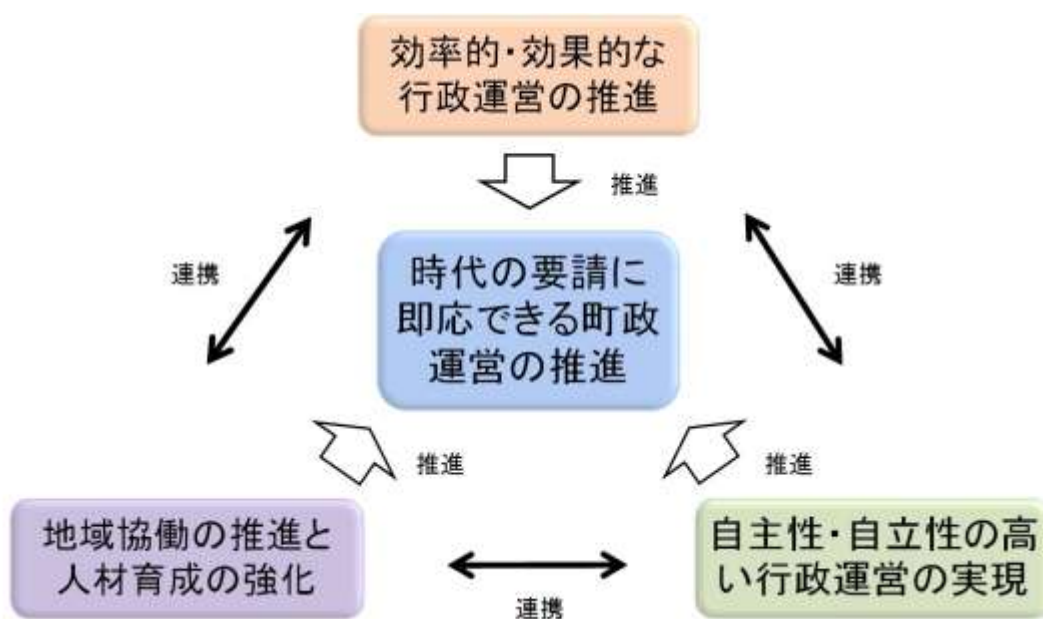 効率的・効果的な
行政運営の推進
推進
連携
時代の要請に
即応できる町政
運営の推進
連携
推進
推進
地域協働の推進と
人材育成の強化
自主性・自立性の高
い行政運営の実現
連携